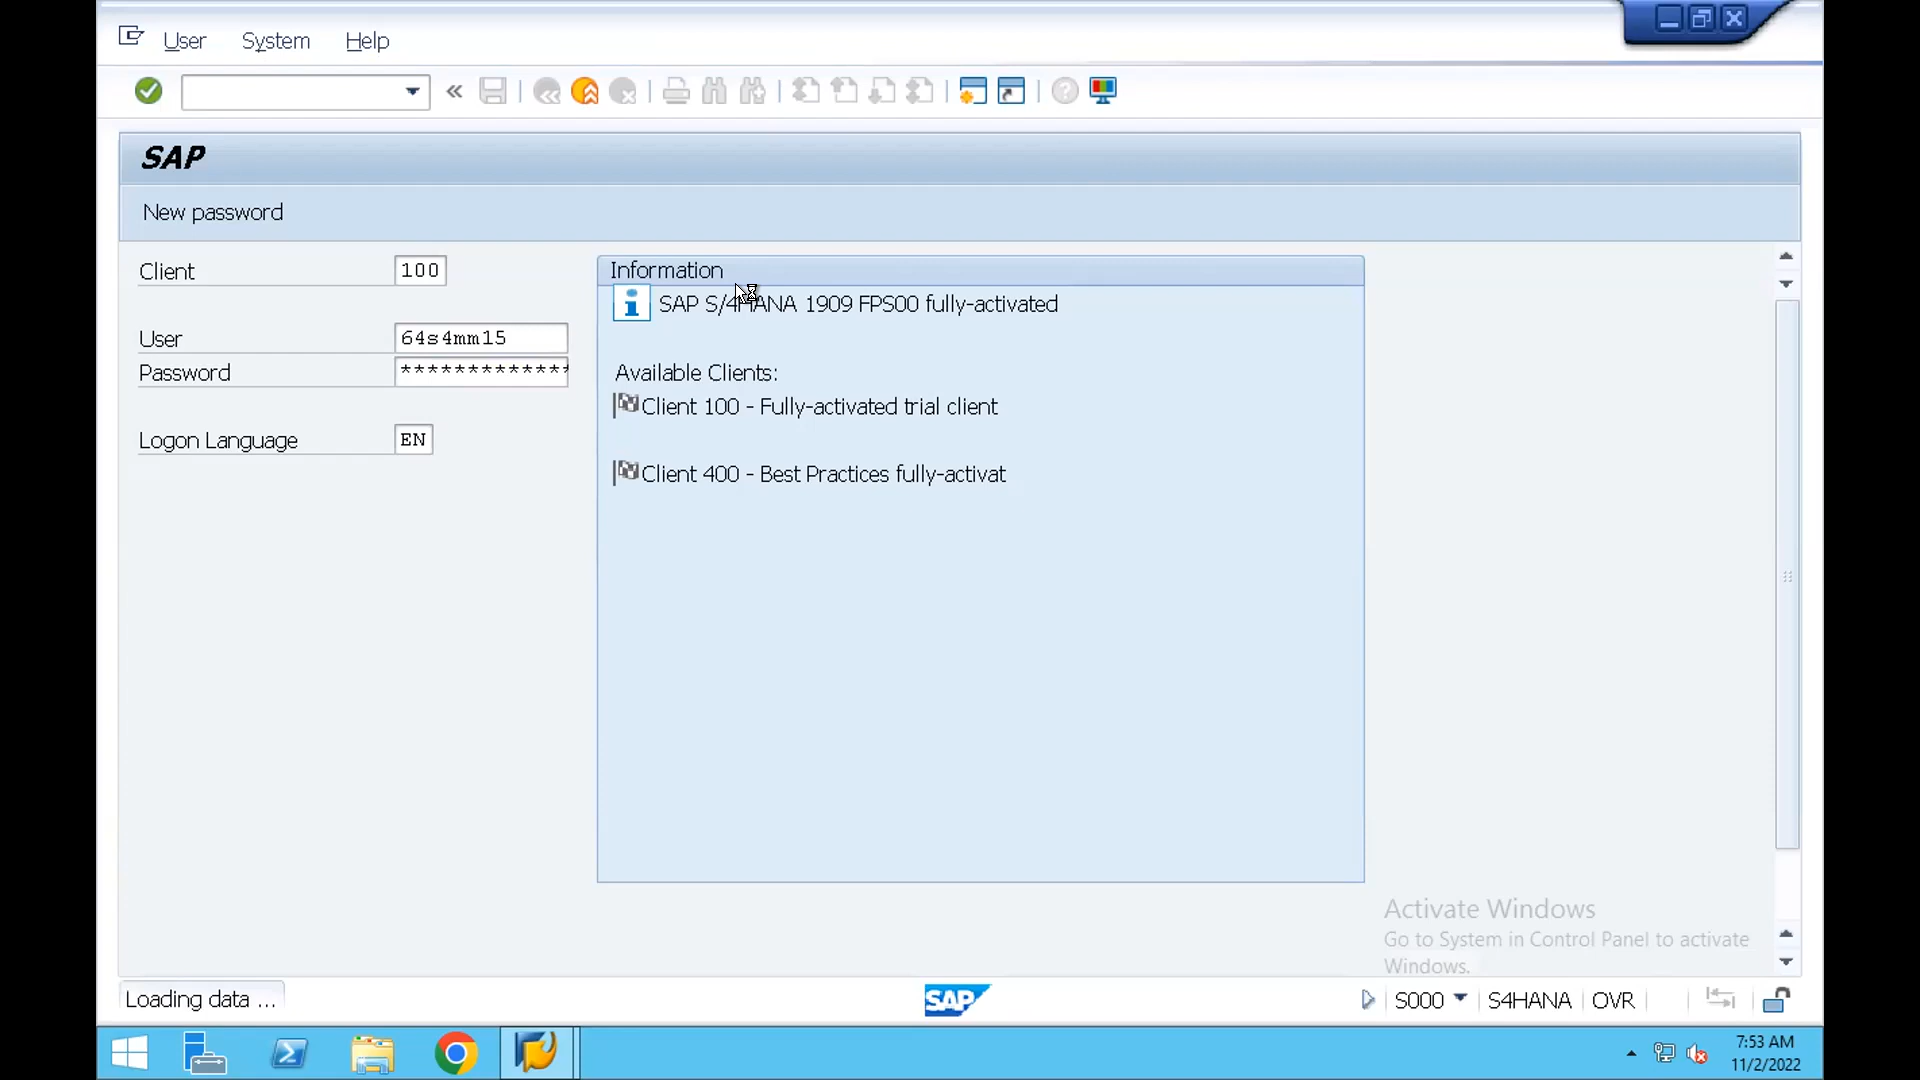 User System Help
SAP
New password
Client 100
User 64s4mm15
Password *************
Logon Language EN
Information
SAP S/4HANA 1909 FPS00 fully-activated
Available Clients:
Client 100 - Fully-activated trial client
Client 400 - Best Practices fully-activat
Activate Windows
Go to System in Control Panel to activate
Windows.
Loading data ...
SAP
S000 S4HANA OVR
7:53 AM
11/2/2022